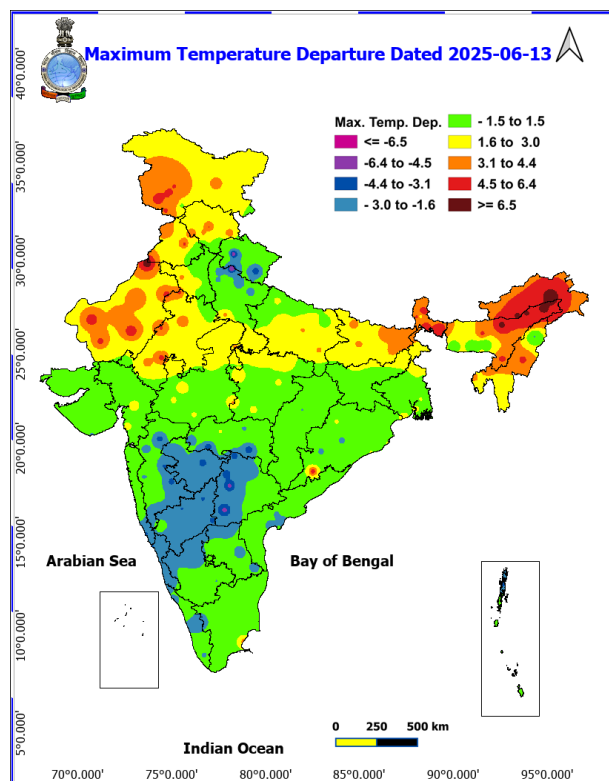 Maximum Temperature Departure Dated 2025-06-13
Max. Temp. Dep.
<= -6.5
-6.4 to -4.5
-4.4 to -3.1
- 3.0 to -1.6
- 1.5 to 1.5
1.6 to 3.0
3.1 to 4.4
4.5 to 6.4
>= 6.5
40°0.000'
35°0.000'
30°0.000'
25°0.000'
20°0.000'
15°0.000'
10°0.000'
5°0.000'
Arabian Sea
Bay of Bengal
0 250 500 km
Indian Ocean
70°0.000' 75°0.000' 80°0.000' 85°0.000' 90°0.000' 95°0.000'